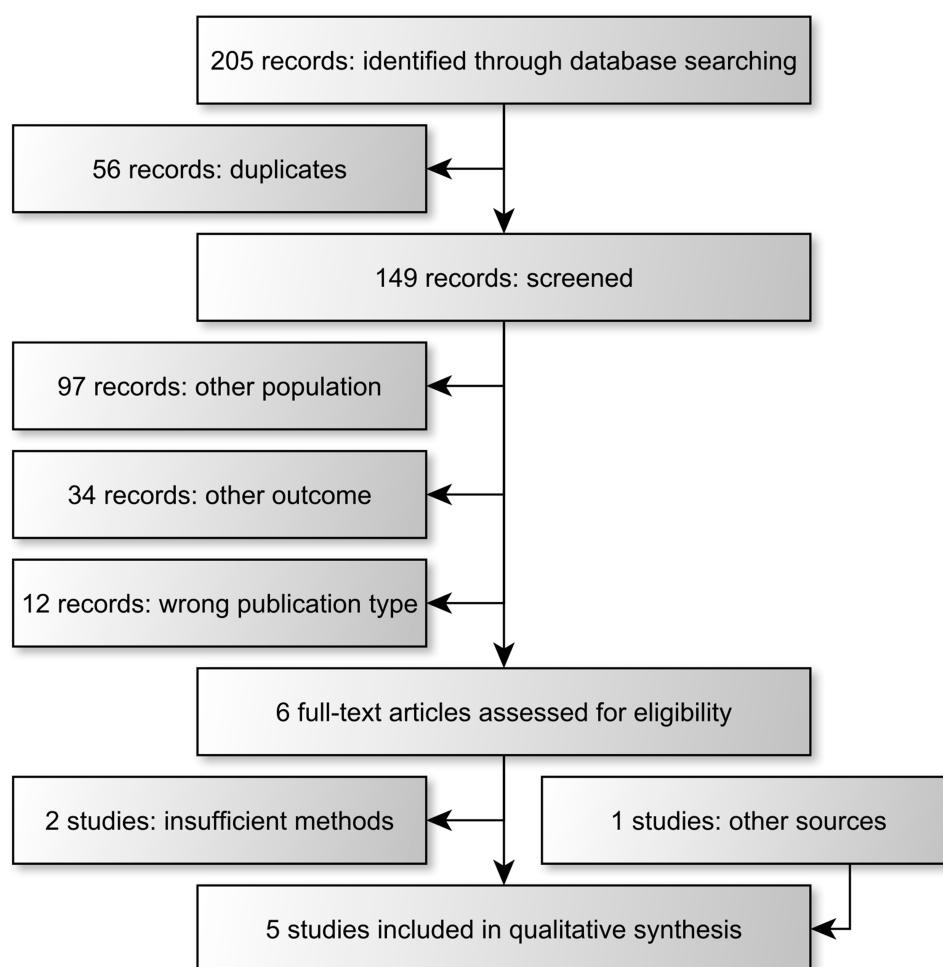 205 records: identified through database searching
56 records: duplicates
149 records: screened
97 records: other population
34 records: other outcome
12 records: wrong publication type
6 full-text articles assessed for eligibility
2 studies: insufficient methods
1 studies: other sources
5 studies included in qualitative synthesis